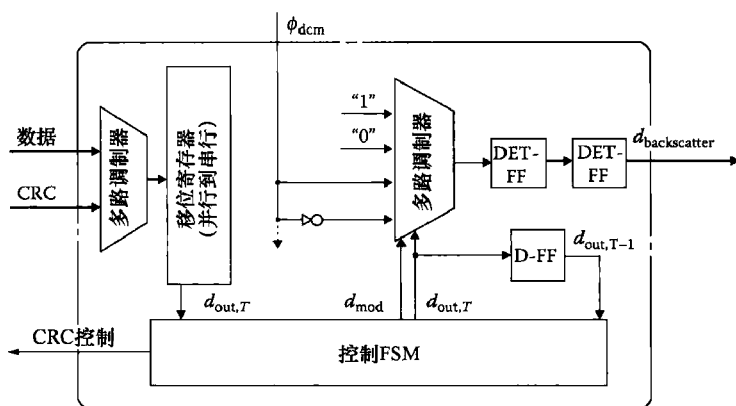 ϕdcm
数据
CRC
多路调制器
移位寄存器
(并行到串行)
“1”
“0”
多路调制器
DET-
FF
DET-
FF
dbackscatter
D-FF
dout,T−1
dout,T
dmod
dout,T
CRC控制
控制FSM